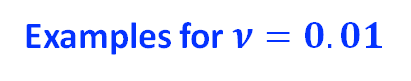 Examples for ν = 0.01